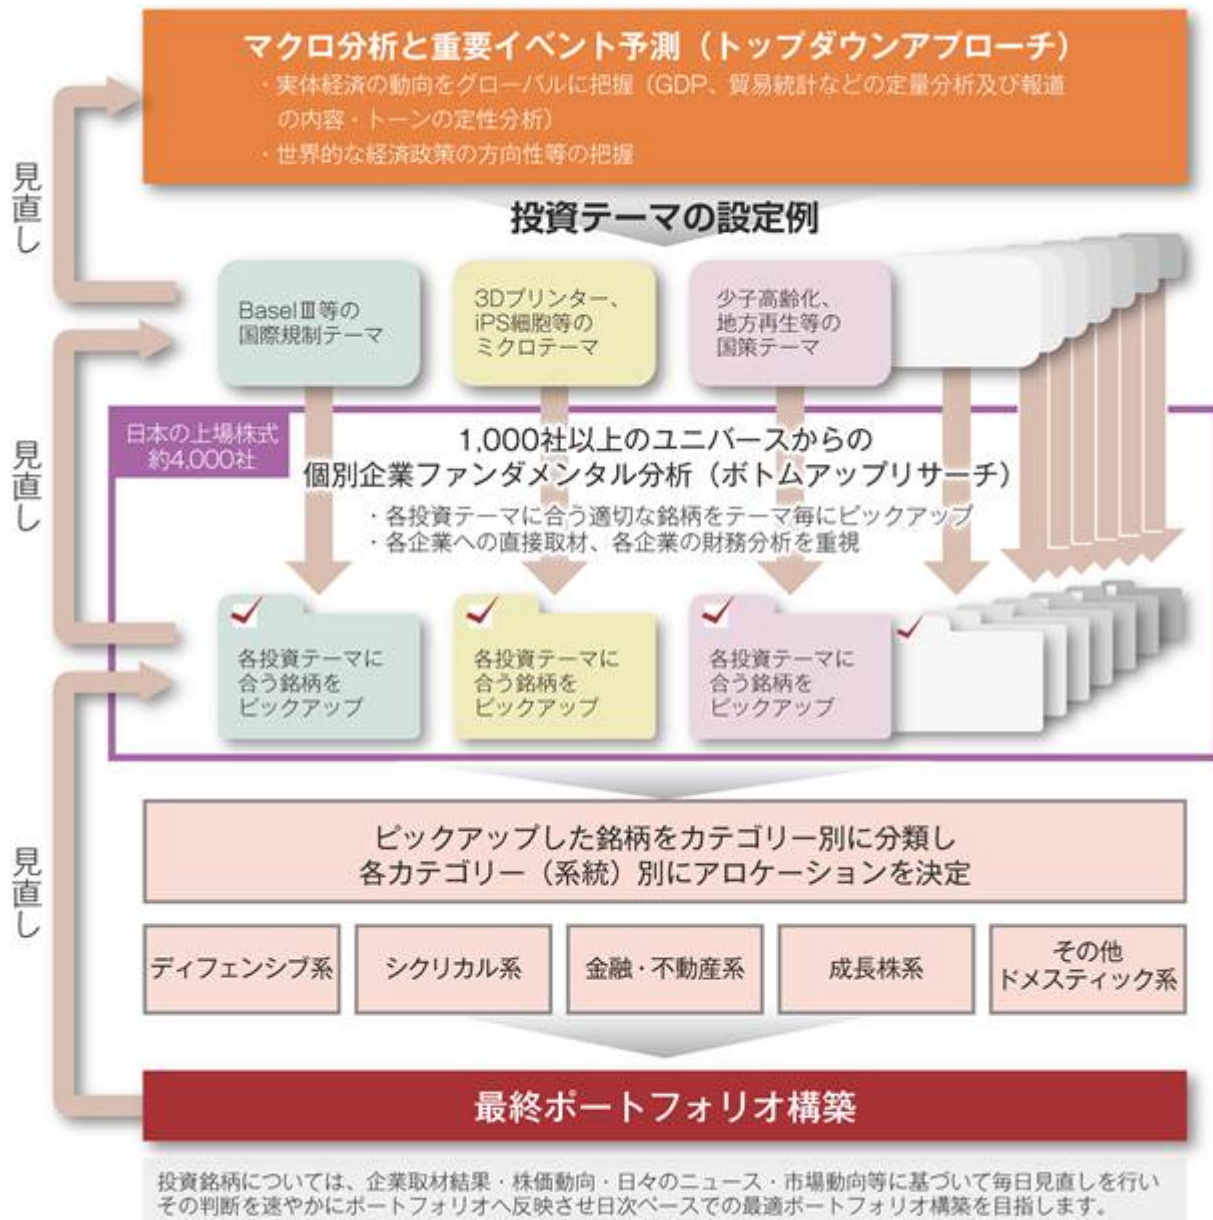 マクロ分析と重要イベント予測（トップダウンアプローチ）
・実体経済の動向をグローバルに把握（GDP、貿易統計などの定量分析及び報道
の内容・トーンの定性分析）
・世界的な経済政策の方向性等の把握
見直し
投資テーマの設定例
BaselⅢ等の
国際規制テーマ
3Dプリンター、
iPS細胞等の
ミクロテーマ
少子高齢化、
地方再生等の
国策テーマ
見直し
日本の上場株式
約4,000社
1,000社以上のユニバースからの
個別企業ファンダメンタル分析（ボトムアップリサーチ）
・各投資テーマに合う適切な銘柄をテーマ毎にピックアップ
・各企業への直接取材、各企業の財務分析を重視
各投資テーマに
合う銘柄を
ピックアップ
各投資テーマに
合う銘柄を
ピックアップ
各投資テーマに
合う銘柄を
ピックアップ
見直し
ピックアップした銘柄をカテゴリー別に分類し
各カテゴリー（系統）別にアロケーションを決定
ディフェンシブ系
シクリカル系
金融・不動産系
成長株系
その他
ドメスティック系
最終ポートフォリオ構築
投資銘柄については、企業取材結果・株価動向・日々のニュース・市場動向等に基づいて毎日見直しを行い
その判断を速やかにポートフォリオへ反映させ日次ベースでの最適ポートフォリオ構築を目指します。